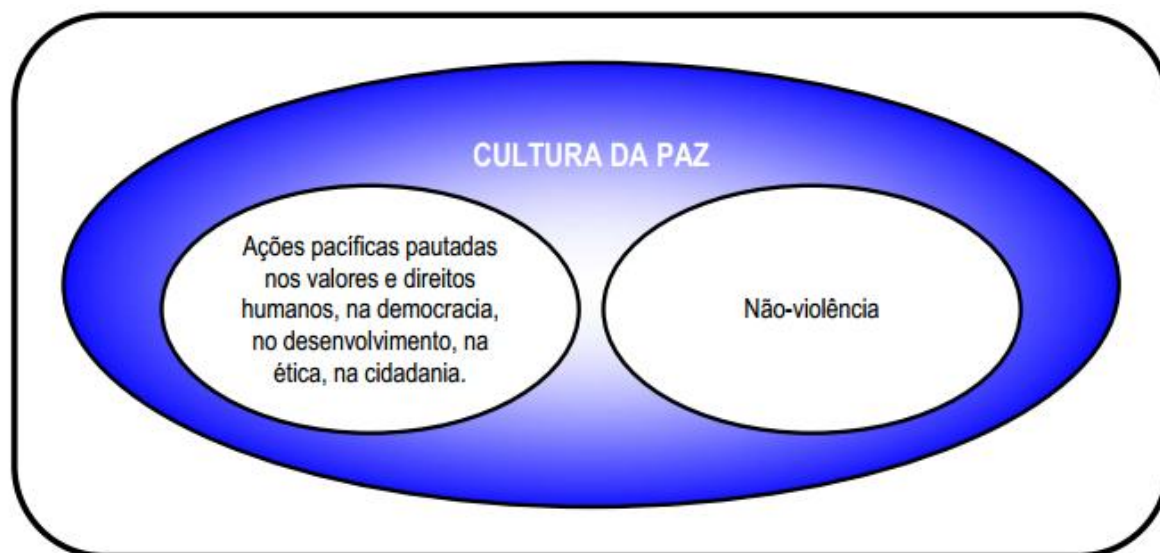 CULTURA DA PAZ
Ações pacíficas pautadas
nos valores e direitos
humanos, na democracia,
no desenvolvimento, na
ética, na cidadania.
Não-violência